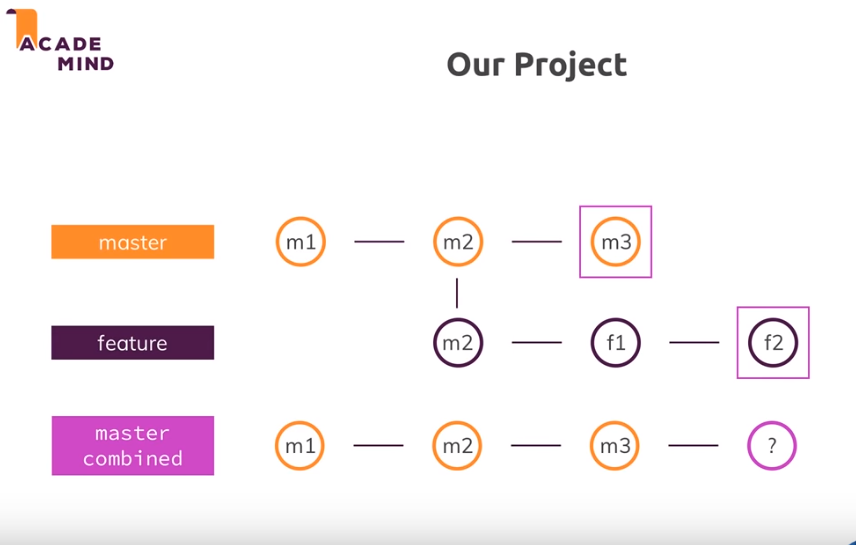 ACADE
MIND
Our Project
master
m1
m2
m3
feature
m2
f1
f2
master
combined
m1
m2
m3
?